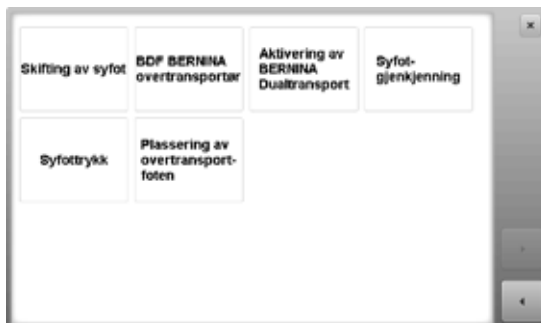 Skifting av syfot
BDF BERNINA
overtransportør
Aktivering av
BERNINA
Dualtransport
Syfot-
gjenkjenning
Syfottrykk
Plassering av
overtransport-
foten